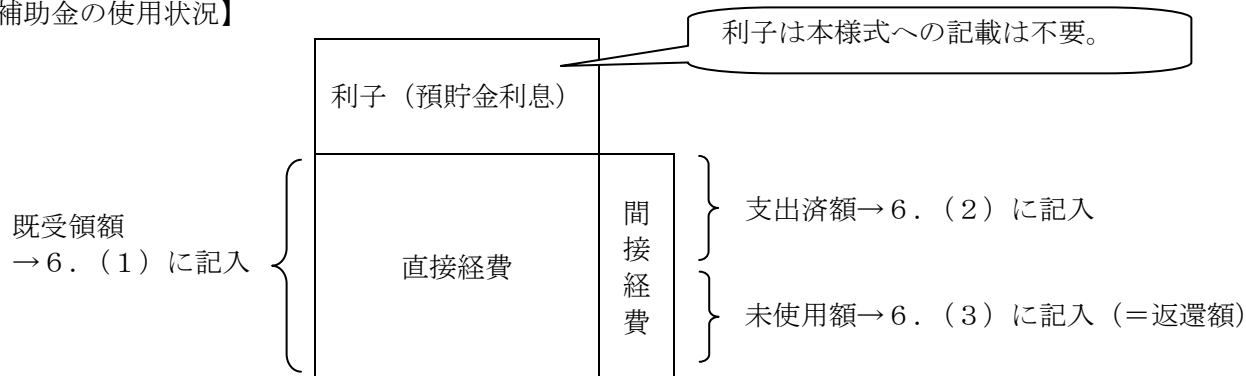 補助金の使用状況】
利子は本様式への記載は不要。
利子（預貯金利息）
既受領額
→６．（１）に記入
直接経費
間接経費
支出済額→６．（２）に記入
未使用額→６．（３）に記入（＝返還額）